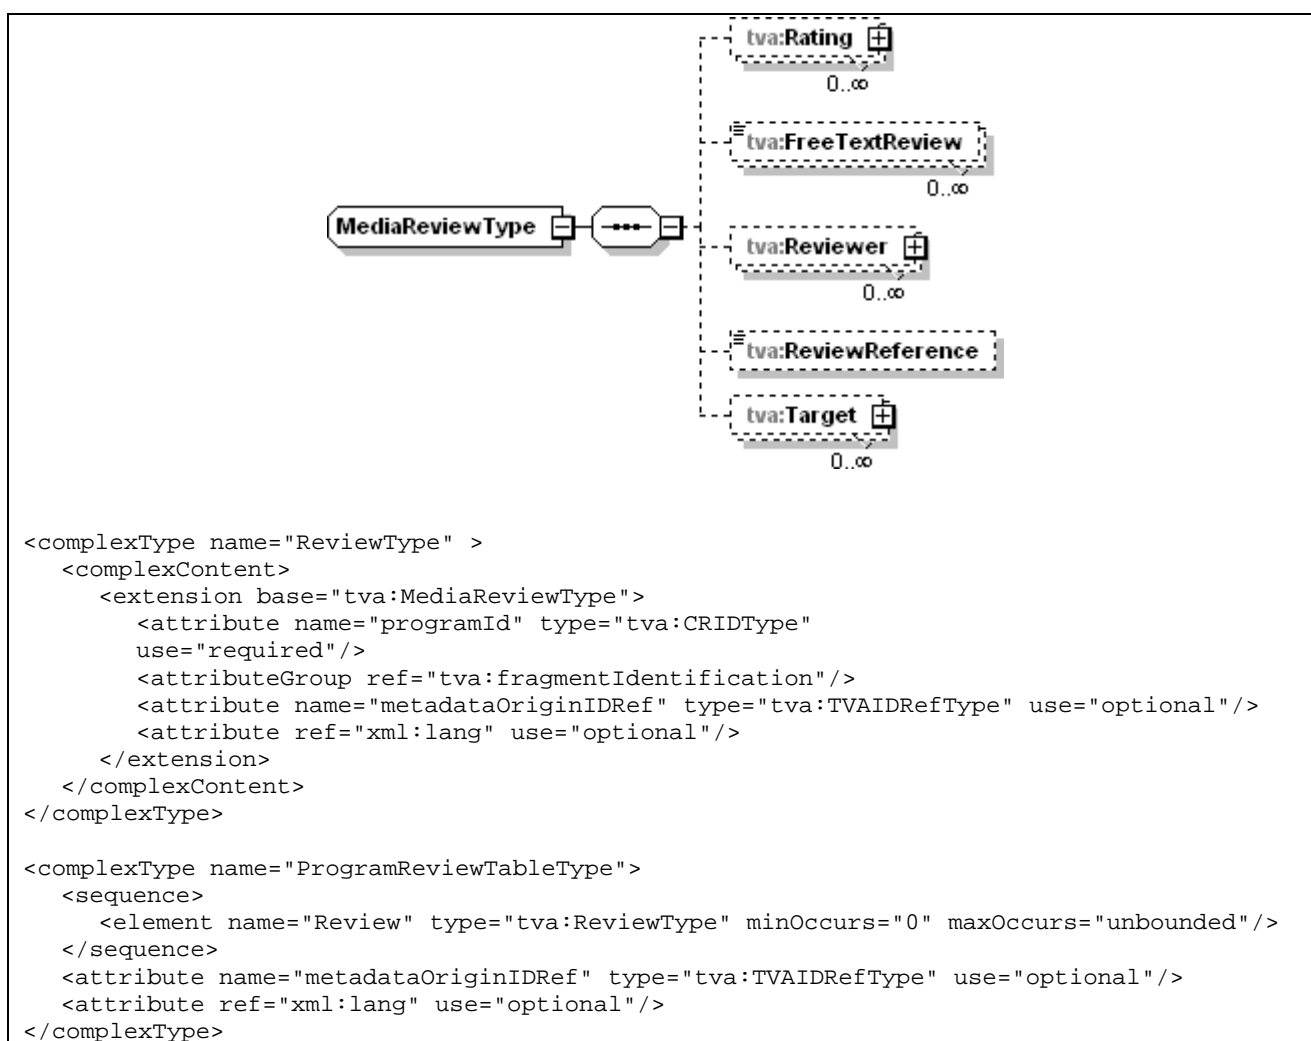 tva:Rating
0..∞
tva:FreeTextReview
0..∞
MediaReviewType
tva:Reviewer
0..∞
tva:ReviewReference
tva:Target
0..∞
<complexType name="ReviewType" >
<complexContent>
<extension base="tva:MediaReviewType">
<attribute name="programId" type="tva:CRIDType"
use="required"/>
<attributeGroup ref="tva:fragmentIdentification"/>
<attribute name="metadataOriginIDRef" type="tva:TVAIDRefType" use="optional"/>
<attribute ref="xml:lang" use="optional"/>
</extension>
</complexContent>
</complexType>
<complexType name="ProgramReviewTableType">
<sequence>
<element name="Review" type="tva:ReviewType" minOccurs="0" maxOccurs="unbounded"/>
</sequence>
<attribute name="metadataOriginIDRef" type="tva:TVAIDRefType" use="optional"/>
<attribute ref="xml:lang" use="optional"/>
</complexType>